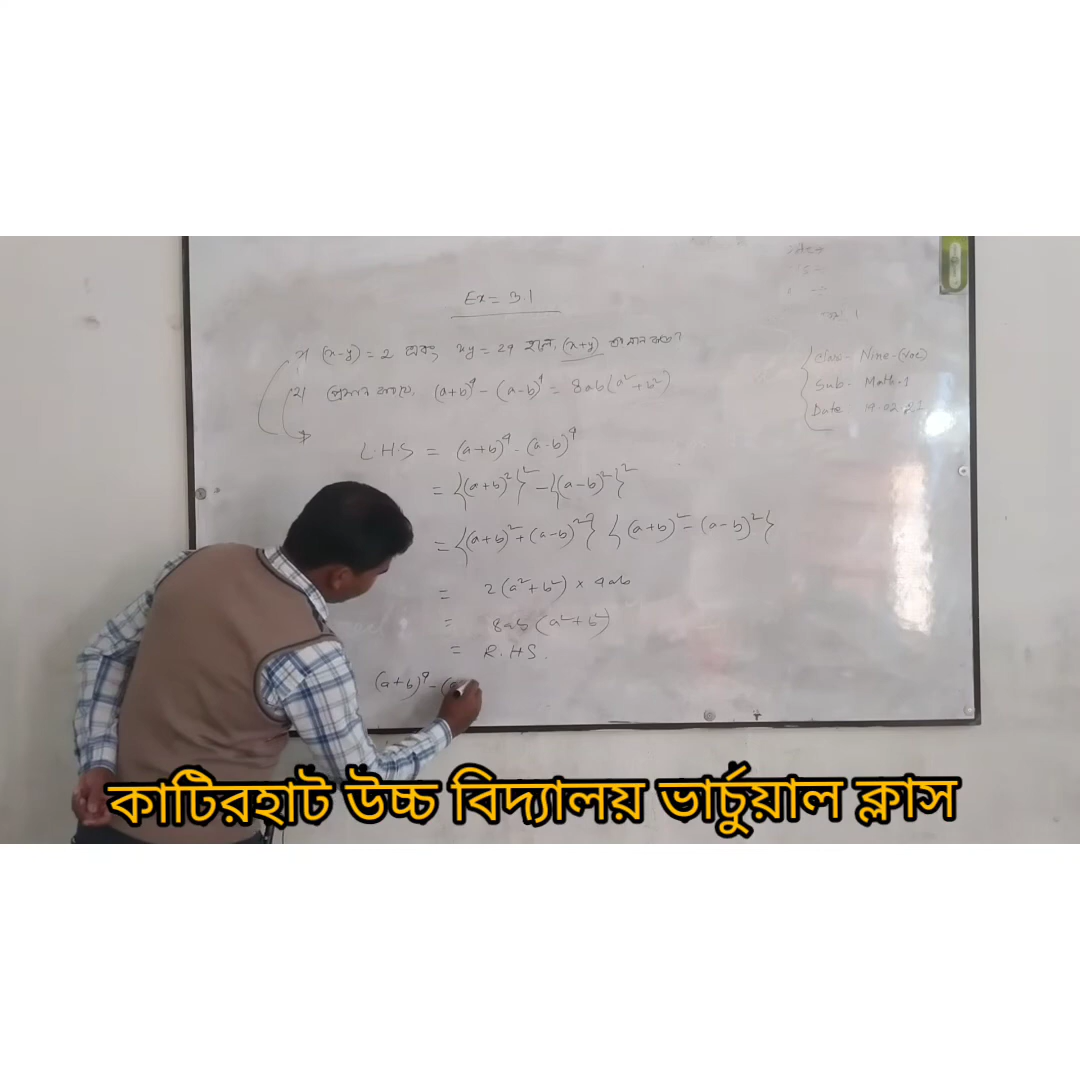 Ex = 3.1
১। (x-y) = 2 এবং xy = 24 হলে, (x+y) এর মান কত?
২। প্রমাণ কর যে, (a+b)⁴ - (a-b)⁴ = 8ab(a²+b²)
L.H.S = (a+b)⁴ - (a-b)⁴
= {(a+b)²}² - {(a-b)²}²
= {(a+b)² + (a-b)²} {(a+b)² - (a-b)²}
= 2(a²+b²) × 4ab
= 8ab(a²+b²)
= R.H.S.
(a+b)⁴ - (a
Class- Nine-(Voc)
Sub- Math-1
Date. 19.02.22
কাটিরহাট উচ্চ বিদ্যালয় ভার্চুয়াল ক্লাস